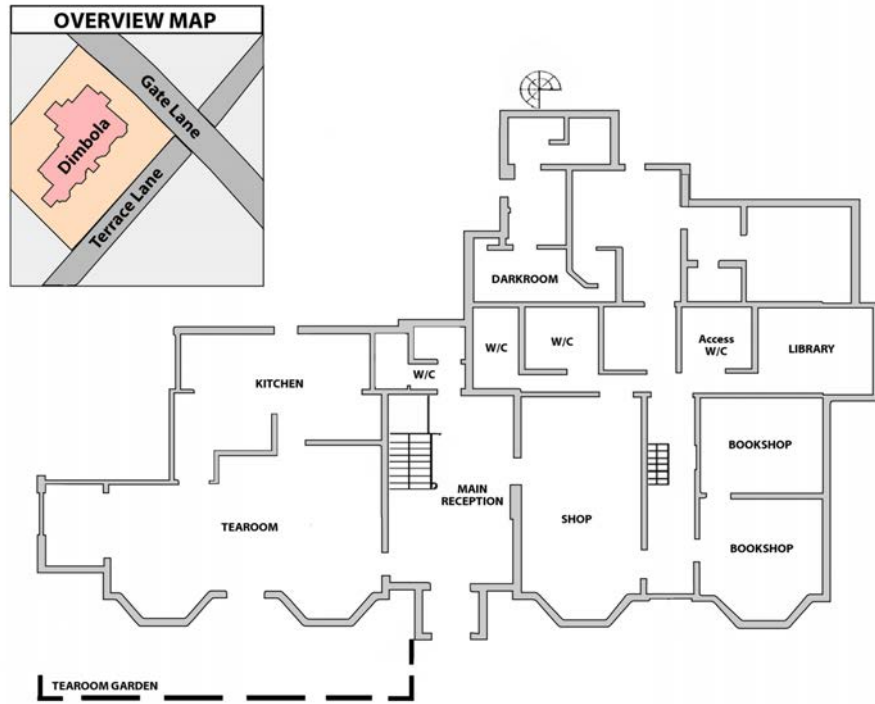 OVERVIEW MAP
Gate Lane
Dimbola
Terrace Lane
DARKROOM
W/C
W/C
Access
W/C
LIBRARY
W/C
KITCHEN
BOOKSHOP
MAIN
RECEPTION
SHOP
TEAROOM
BOOKSHOP
TEAROOM GARDEN